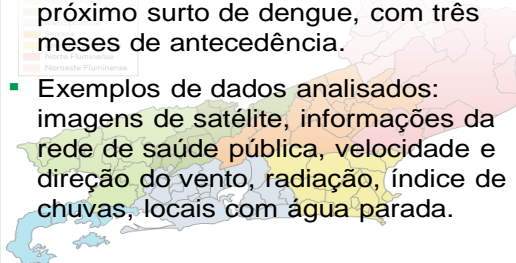 próximo surto de dengue, com três
meses de antecedência.
Norte Fluminense
Noroeste Fluminense
▪ Exemplos de dados analisados:
imagens de satélite, informações da
rede de saúde pública, velocidade e
direção do vento, radiação, índice de
chuvas, locais com água parada.